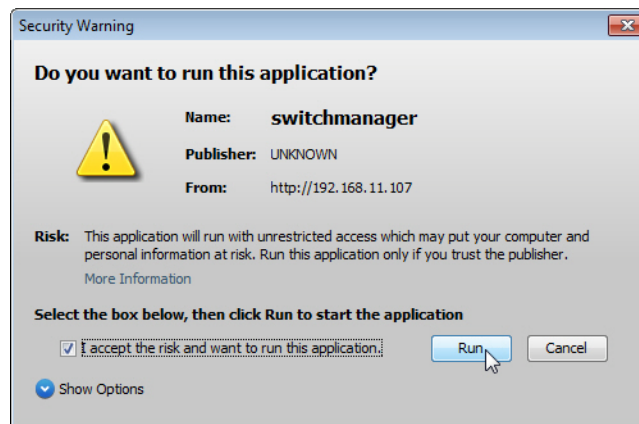 Security Warning
Do you want to run this application?
Name: switchmanager
Publisher: UNKNOWN
From: http://192.168.11.107
Risk: This application will run with unrestricted access which may put your computer and
personal information at risk. Run this application only if you trust the publisher.
More Information
Select the box below, then click Run to start the application
I accept the risk and want to run this application.
Run Cancel
Show Options